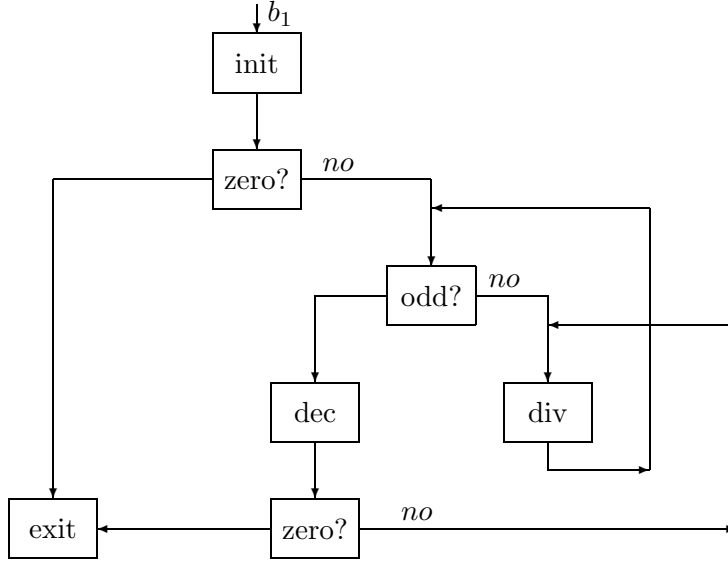 b₁
init
zero?
no
odd?
no
dec
div
exit
zero?
no